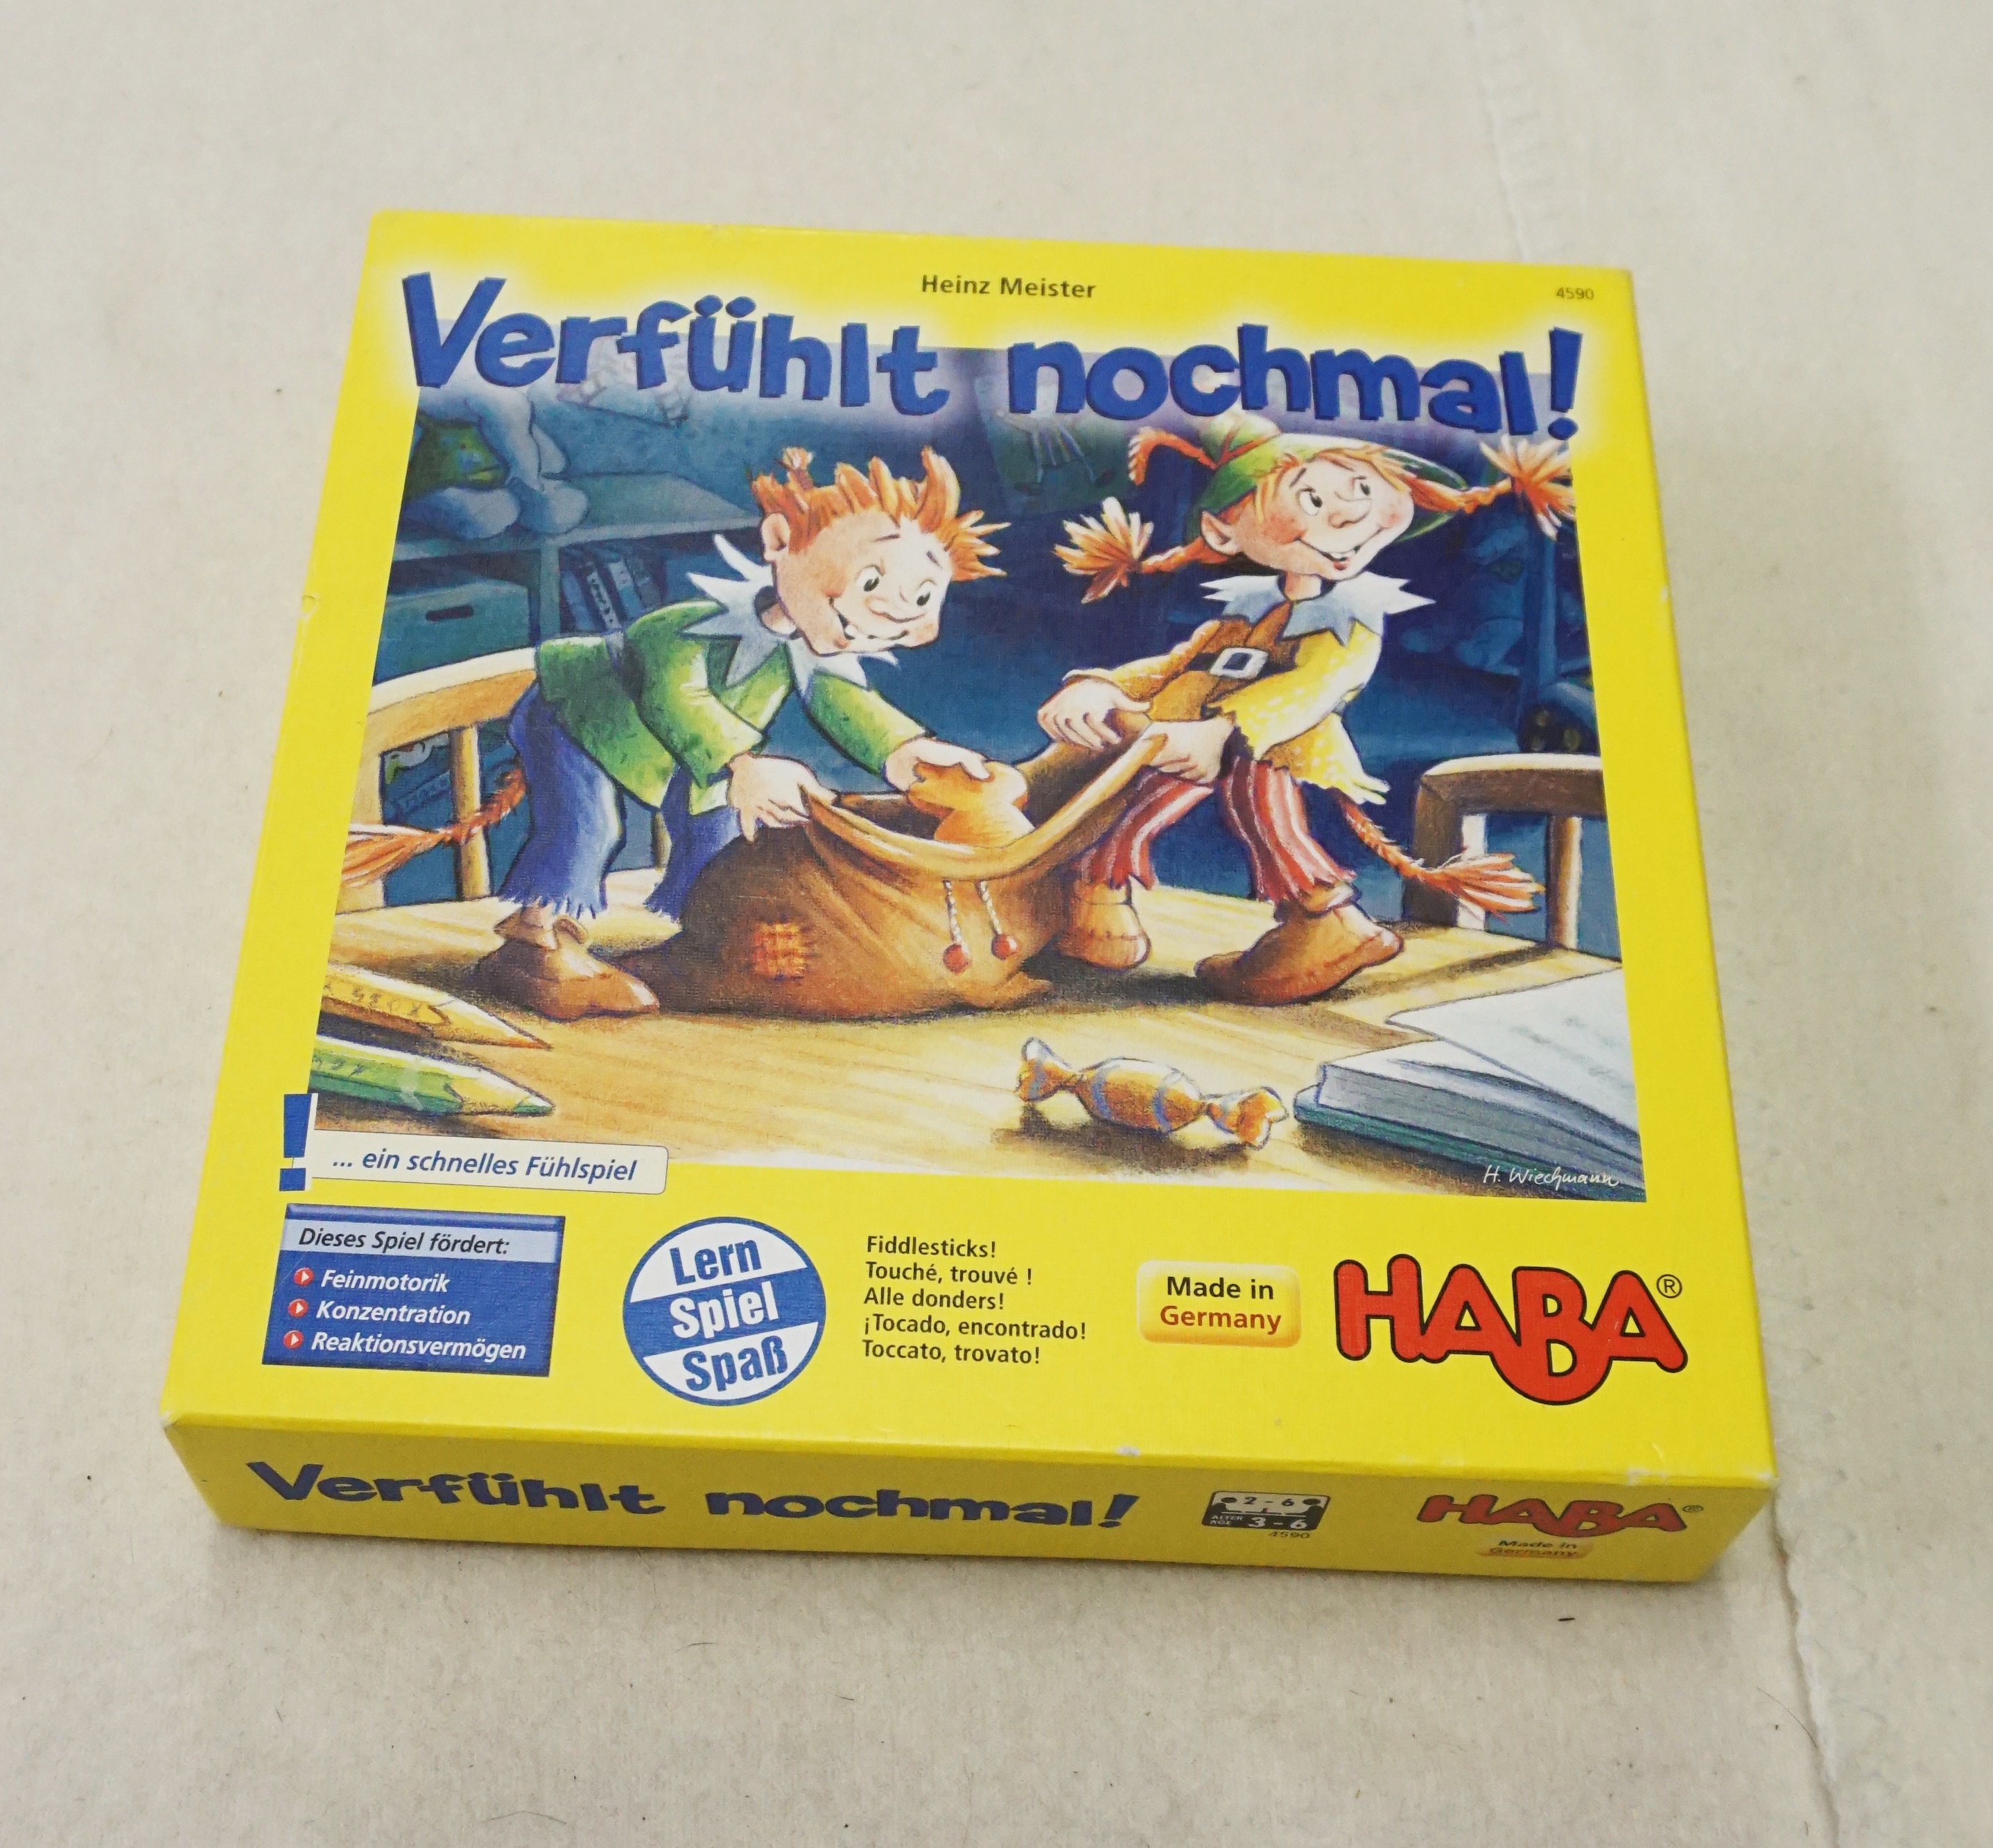 Heinz Meister
4590
Verfühlt nochmal!
... ein schnelles Fühlspiel
H. Wiechmann
Dieses Spiel fördert:
Feinmotorik
Konzentration
Reaktionsvermögen
Lern
Spiel
Spaß
Fiddlesticks!
Touché, trouvé !
Alle donders!
¡Tocado, encontrado!
Toccato, trovato!
Made in
Germany
HABA®
Verfühlt nochmal!
2 - 6
ALTER
AGE
3 - 6
4590
HABA®
Made in
Germany